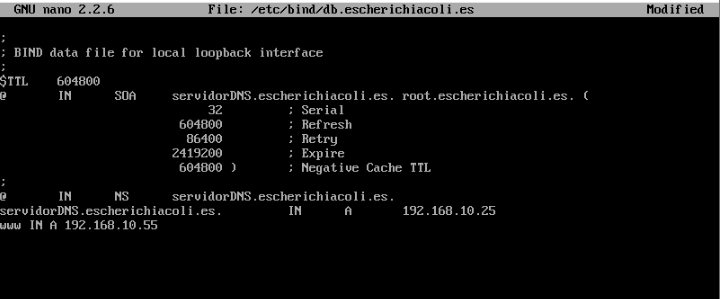 GNU nano 2.2.6 File: /etc/bind/db.escherichiacoli.es Modified
;
; BIND data file for local loopback interface
;
$TTL 604800
@ IN SOA servidorDNS.escherichiacoli.es. root.escherichiacoli.es. (
32 ; Serial
604800 ; Refresh
86400 ; Retry
2419200 ; Expire
604800 ) ; Negative Cache TTL
;
@ IN NS servidorDNS.escherichiacoli.es.
servidorDNS.escherichiacoli.es. IN A 192.168.10.25
www IN A 192.168.10.55